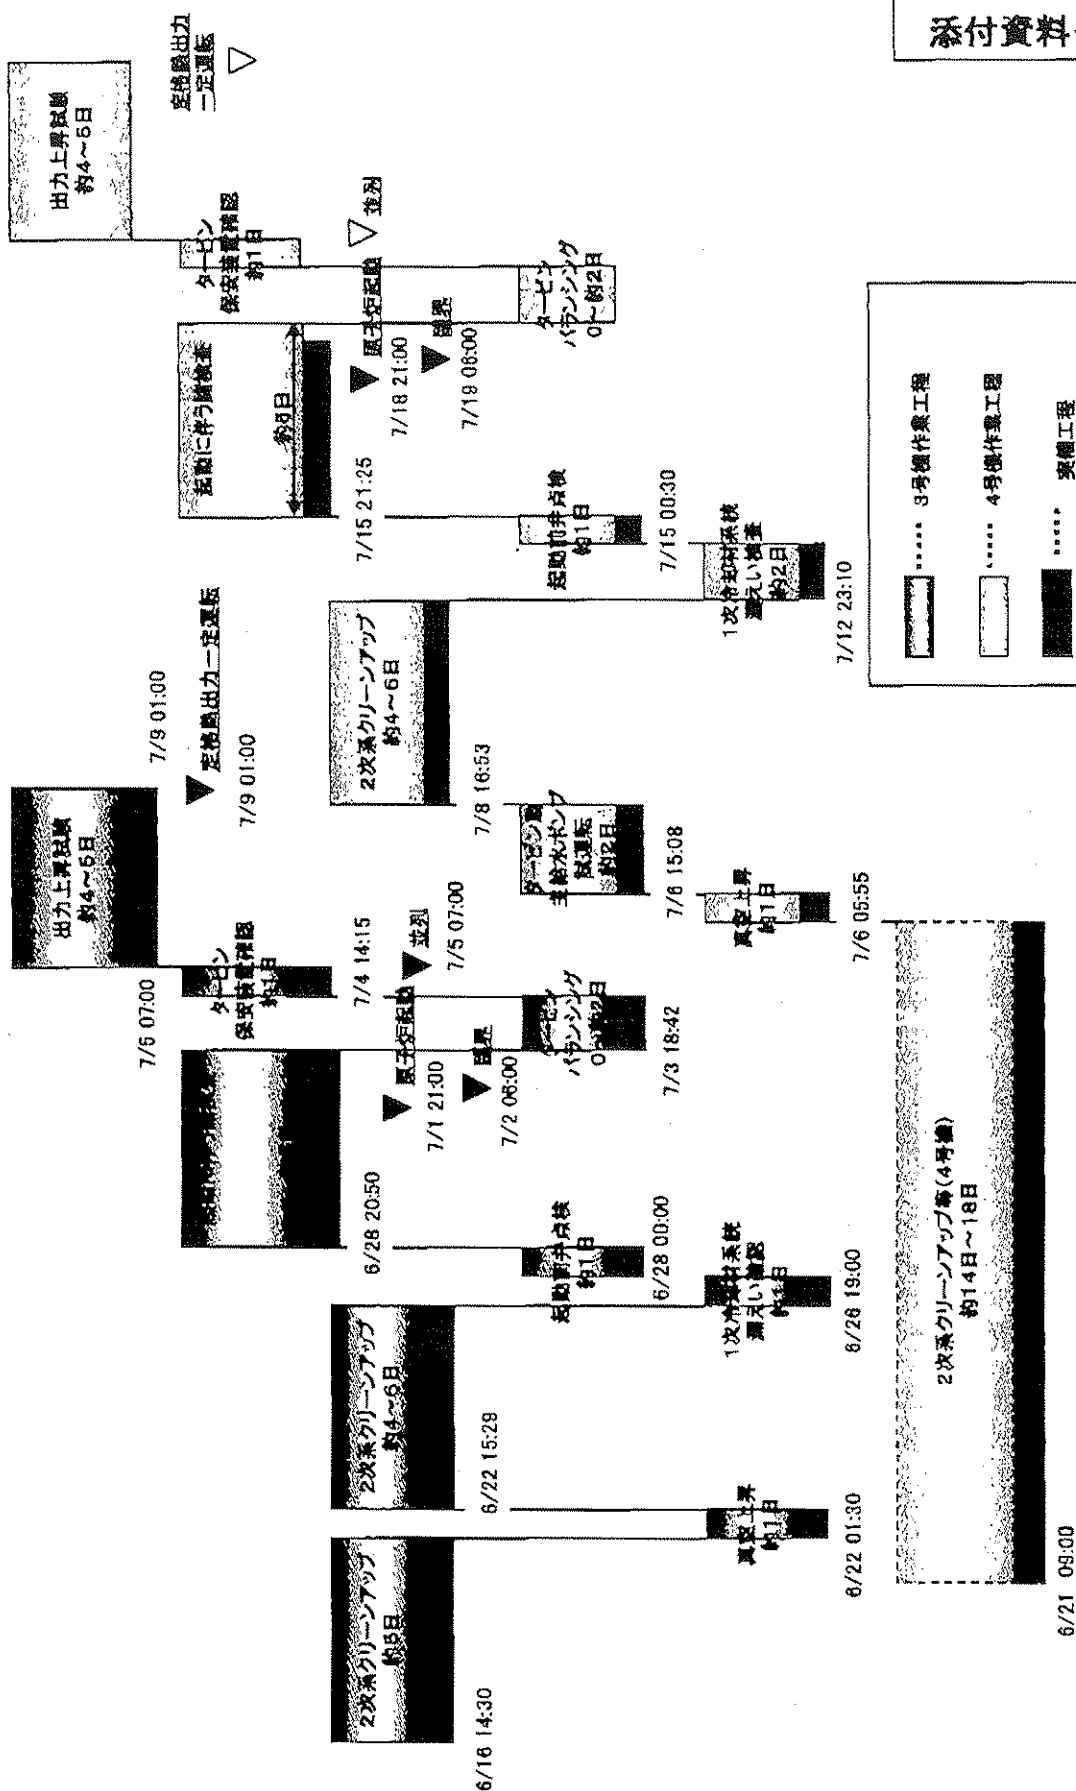 添付資料
出力上昇試験
約4～5日
定格熱出力
一定運転
タービン
保安装置確認
約1日
並列
起動に伴う諸検査
原子炉起動
7/18 21:00
臨界
7/19 06:00
タービン
バランシング
0～約2日
7/15 21:25
起動前弁点検
約1日
7/15 00:30
1次冷却材系統
漏えい検査
約2日
7/12 23:10
2次系クリーンアップ
約4～6日
7/8 16:53
タービン動
主給水ポンプ
試運転
約2日
7/6 15:08
真空上昇
約1日
7/6 05:55
2次系クリーンアップ等(4号機)
約14日～18日
6/21 09:00
出力上昇試験
約4～5日
7/9 01:00
定格熱出力一定運転
7/9 01:00
7/6 07:00
タービン
保安装置確認
約1日
7/4 14:15
並列
7/5 07:00
原子炉起動
7/1 21:00
臨界
7/2 06:00
バランシング
7/3 18:42
6/28 20:50
起動前弁点検
約1日
6/28 00:00
1次冷却材系統
漏えい確認
6/26 19:00
2次系クリーンアップ
約4～6日
6/22 15:29
真空上昇
約1日
6/22 01:30
2次系クリーンアップ
約5日
6/16 14:30
3号機作業工程
4号機作業工程
実績工程